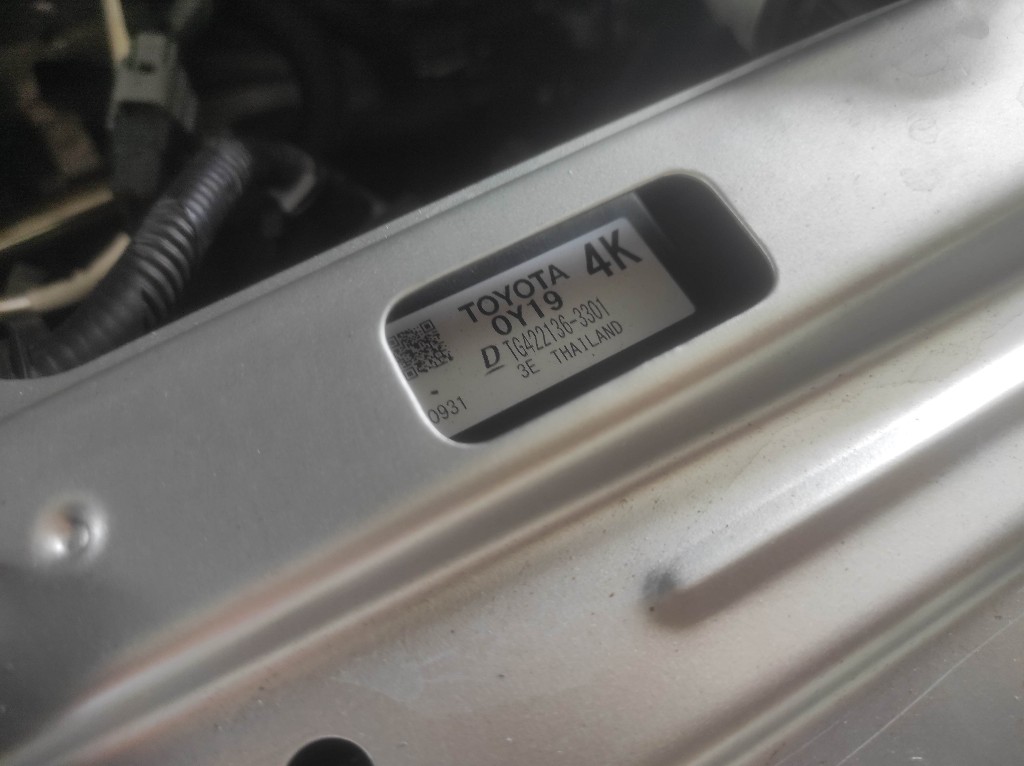 TOYOTA 4K
0Y19
D TG422136-3301
3E THAILAND
0931